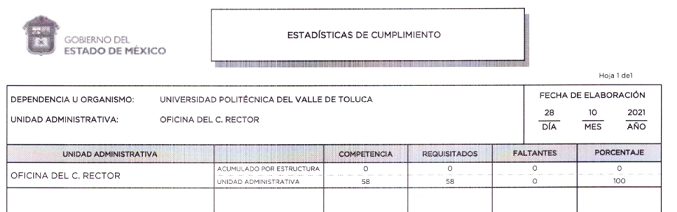 GOBIERNO DEL
ESTADO DE MÉXICO
ESTADÍSTICAS DE CUMPLIMIENTO
Hoja 1 de1
DEPENDENCIA U ORGANISMO: UNIVERSIDAD POLITÉCNICA DEL VALLE DE TOLUCA
UNIDAD ADMINISTRATIVA: OFICINA DEL C. RECTOR
FECHA DE ELABORACIÓN
28 10 2021
DÍA MES AÑO
UNIDAD ADMINISTRATIVA COMPETENCIA REQUISITADOS FALTANTES PORCENTAJE
OFICINA DEL C. RECTOR
ACUMULADO POR ESTRUCTURA 0 0 0 0
UNIDAD ADMINISTRATIVA 58 58 0 100